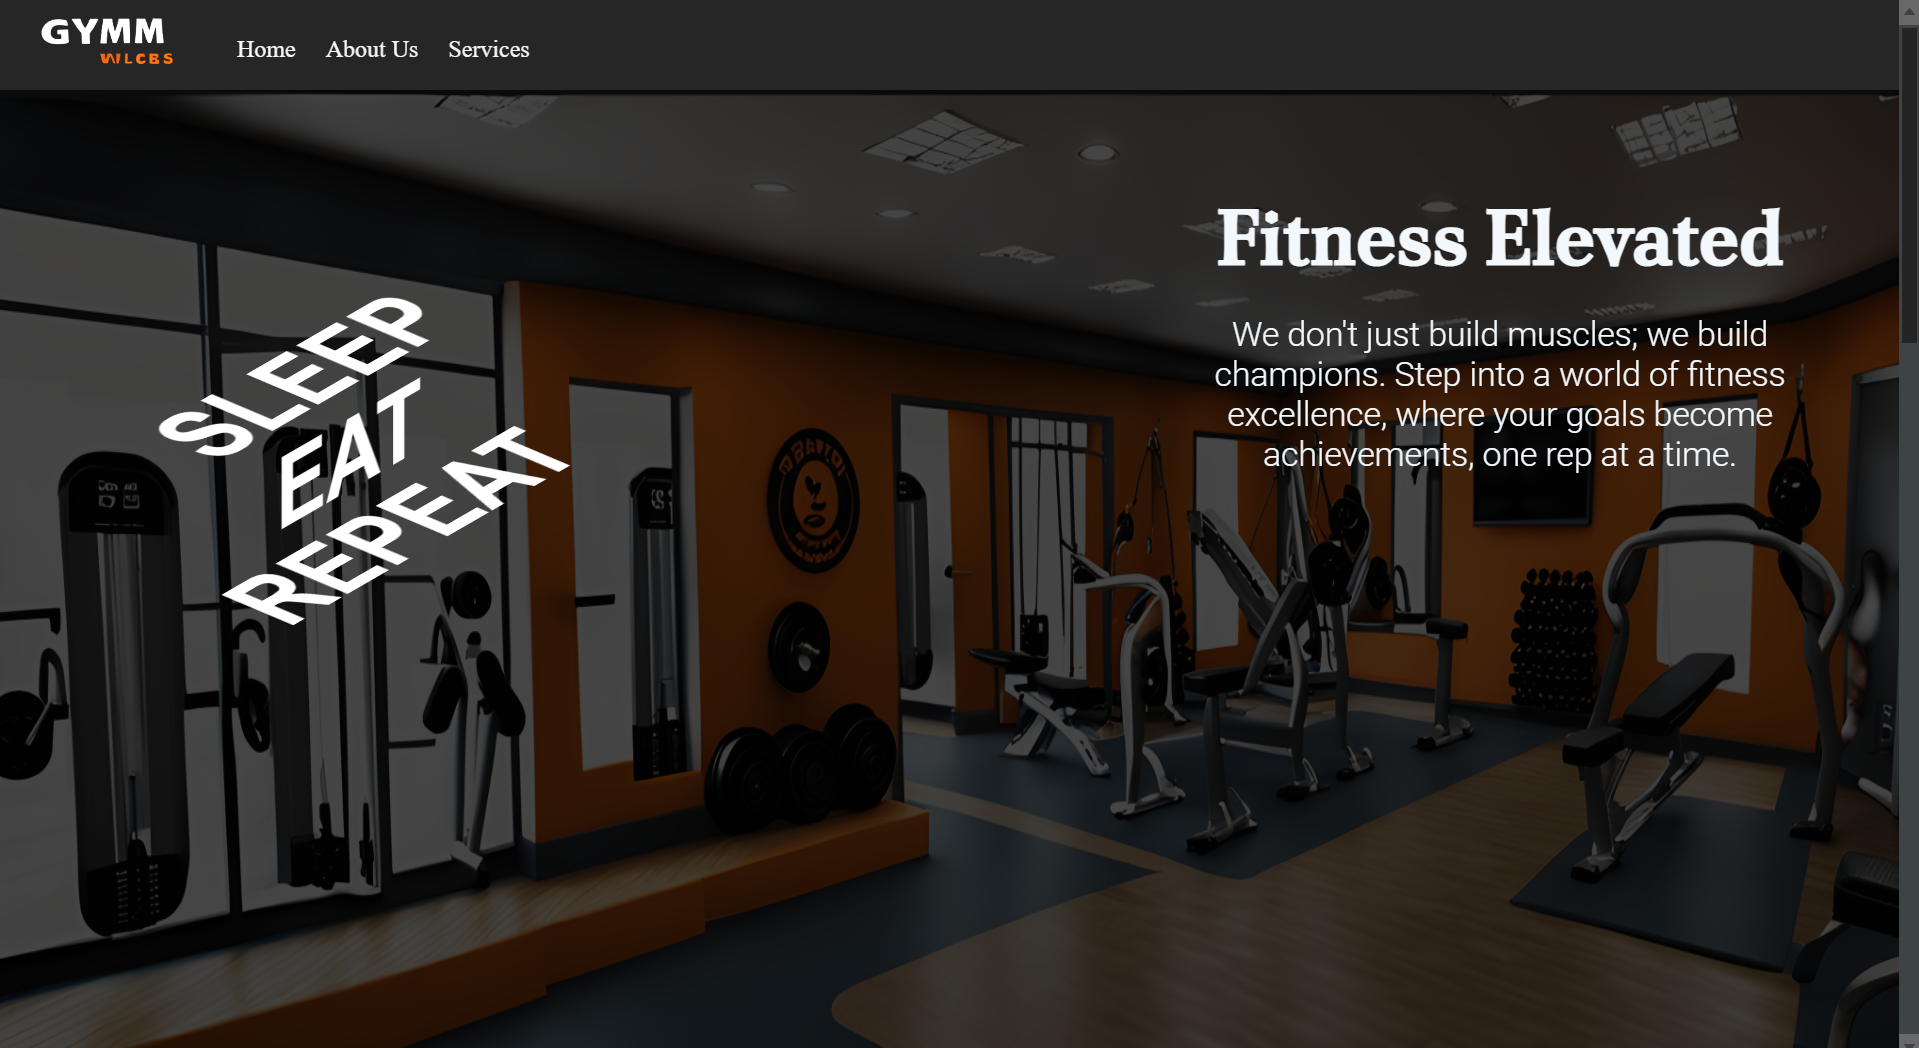 GYMM
WLCBS
Home About Us Services
Fitness Elevated
We don't just build muscles; we build
champions. Step into a world of fitness
excellence, where your goals become
achievements, one rep at a time.
SLEEP
EAT
REPEAT